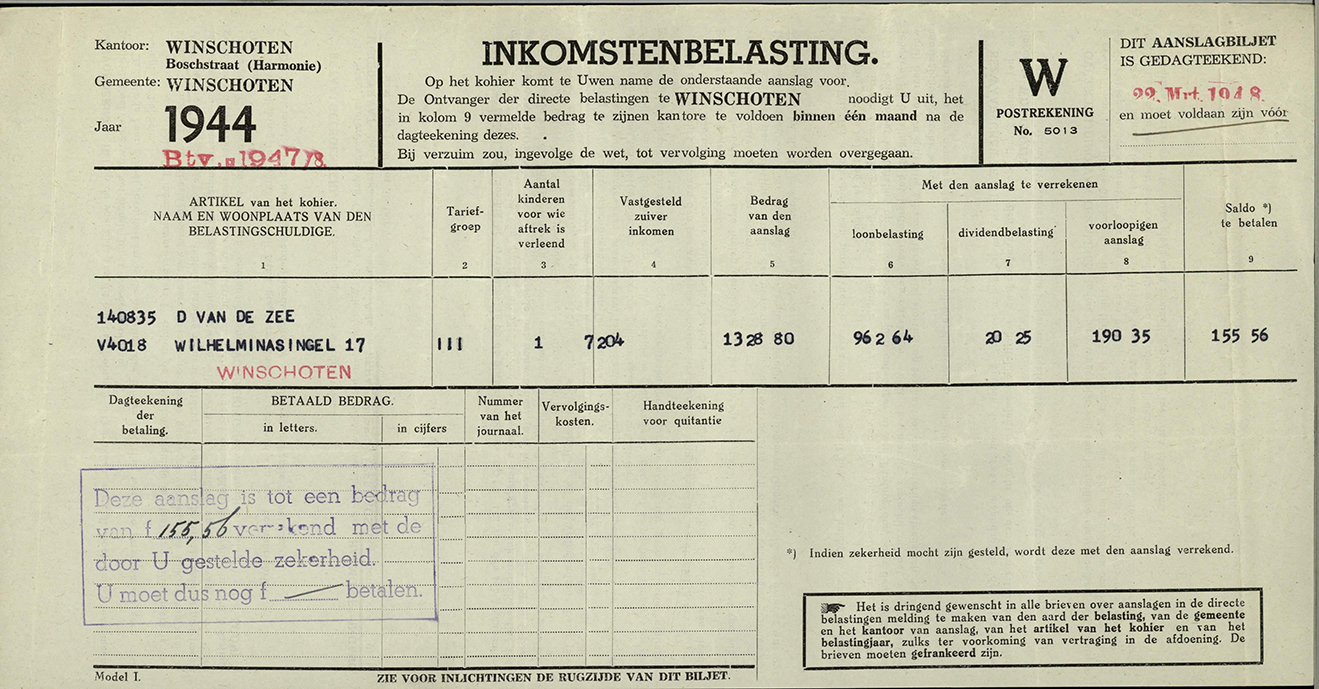 Kantoor: WINSCHOTEN
Boschstraat (Harmonie)
Gemeente: WINSCHOTEN
Jaar 1944
Btv. 1947/8.
INKOMSTENBELASTING.
Op het kohier komt te Uwen name de onderstaande aanslag voor.
De Ontvanger der directe belastingen te WINSCHOTEN noodigt U uit, het
in kolom 9 vermelde bedrag te zijnen kantore te voldoen binnen één maand na de
dagteekening dezes.
Bij verzuim zou, ingevolge de wet, tot vervolging moeten worden overgegaan.
W
POSTREKENING
No. 5013
DIT AANSLAGBILJET
IS GEDAGTEEKEND:
22. Mrt. 1948.
en moet voldaan zijn vóór
ARTIKEL van het kohier.
NAAM EN WOONPLAATS VAN DEN
BELASTINGSCHULDIGE.
1
Tarief-
groep
2
Aantal
kinderen
voor wie
aftrek is
verleend
3
Vastgesteld
zuiver
inkomen
4
Bedrag
van den
aanslag
5
Met den aanslag te verrekenen
loonbelasting
6
dividendbelasting
7
voorloopigen
aanslag
8
Saldo *)
te betalen
9
140835 D VAN DE ZEE
V4018 WILHELMINASINGEL 17 III 1 7204 1328 80 962 64 20 25 190 35 155 56
WINSCHOTEN
Dagteekening
der
betaling.
BETAALD BEDRAG.
in letters.
in cijfers
Nummer
van het
journaal.
Vervolgings-
kosten.
Handteekening
voor quitantie
Deze aanslag is tot een bedrag
van f 155,56 verrekend met de
door U gestelde zekerheid.
U moet dus nog f — betalen.
*) Indien zekerheid mocht zijn gesteld, wordt deze met den aanslag verrekend.
Het is dringend gewenscht in alle brieven over aanslagen in de directe
belastingen melding te maken van den aard der belasting, van de gemeente
en het kantoor van aanslag, van het artikel van het kohier en van het
belastingjaar, zulks ter voorkoming van vertraging in de afdoening. De
brieven moeten gefrankeerd zijn.
Model I.
ZIE VOOR INLICHTINGEN DE RUGZIJDE VAN DIT BILJET.